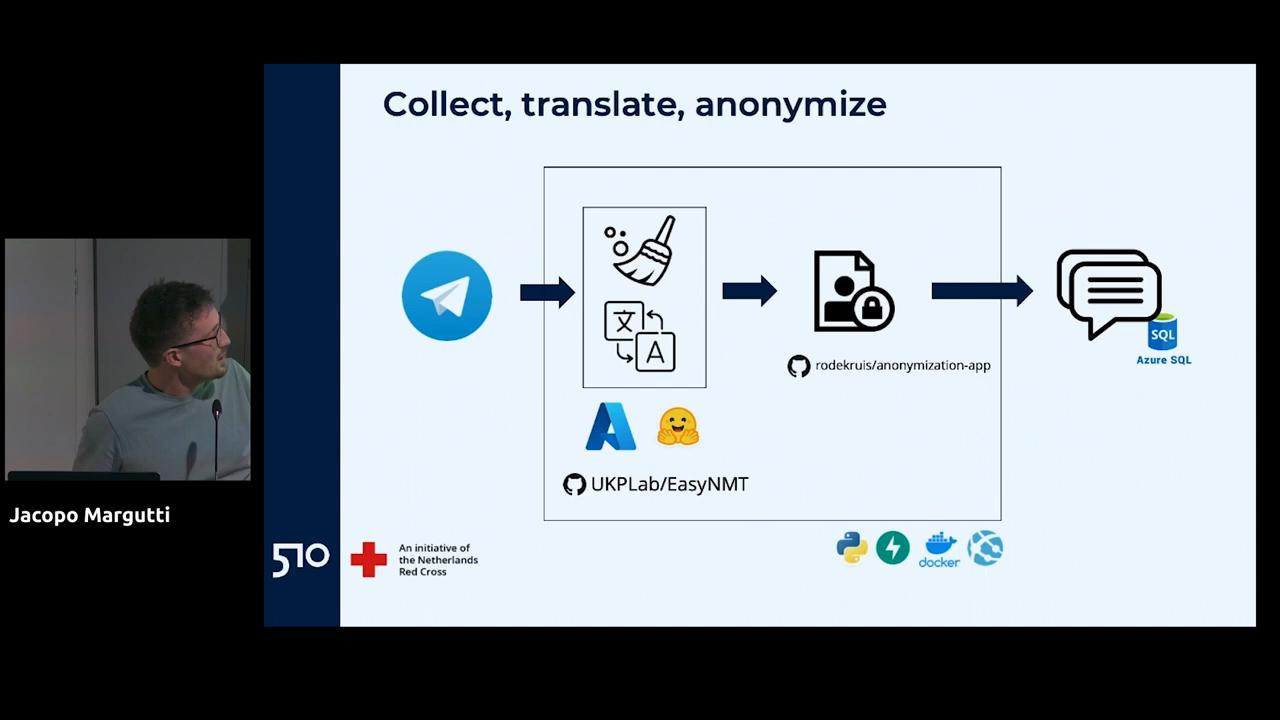 Collect, translate, anonymize
文
A
rodekruis/anonymization-app
SQL
Azure SQL
UKPLab/EasyNMT
Jacopo Margutti
510
An initiative of
the Netherlands
Red Cross
docker